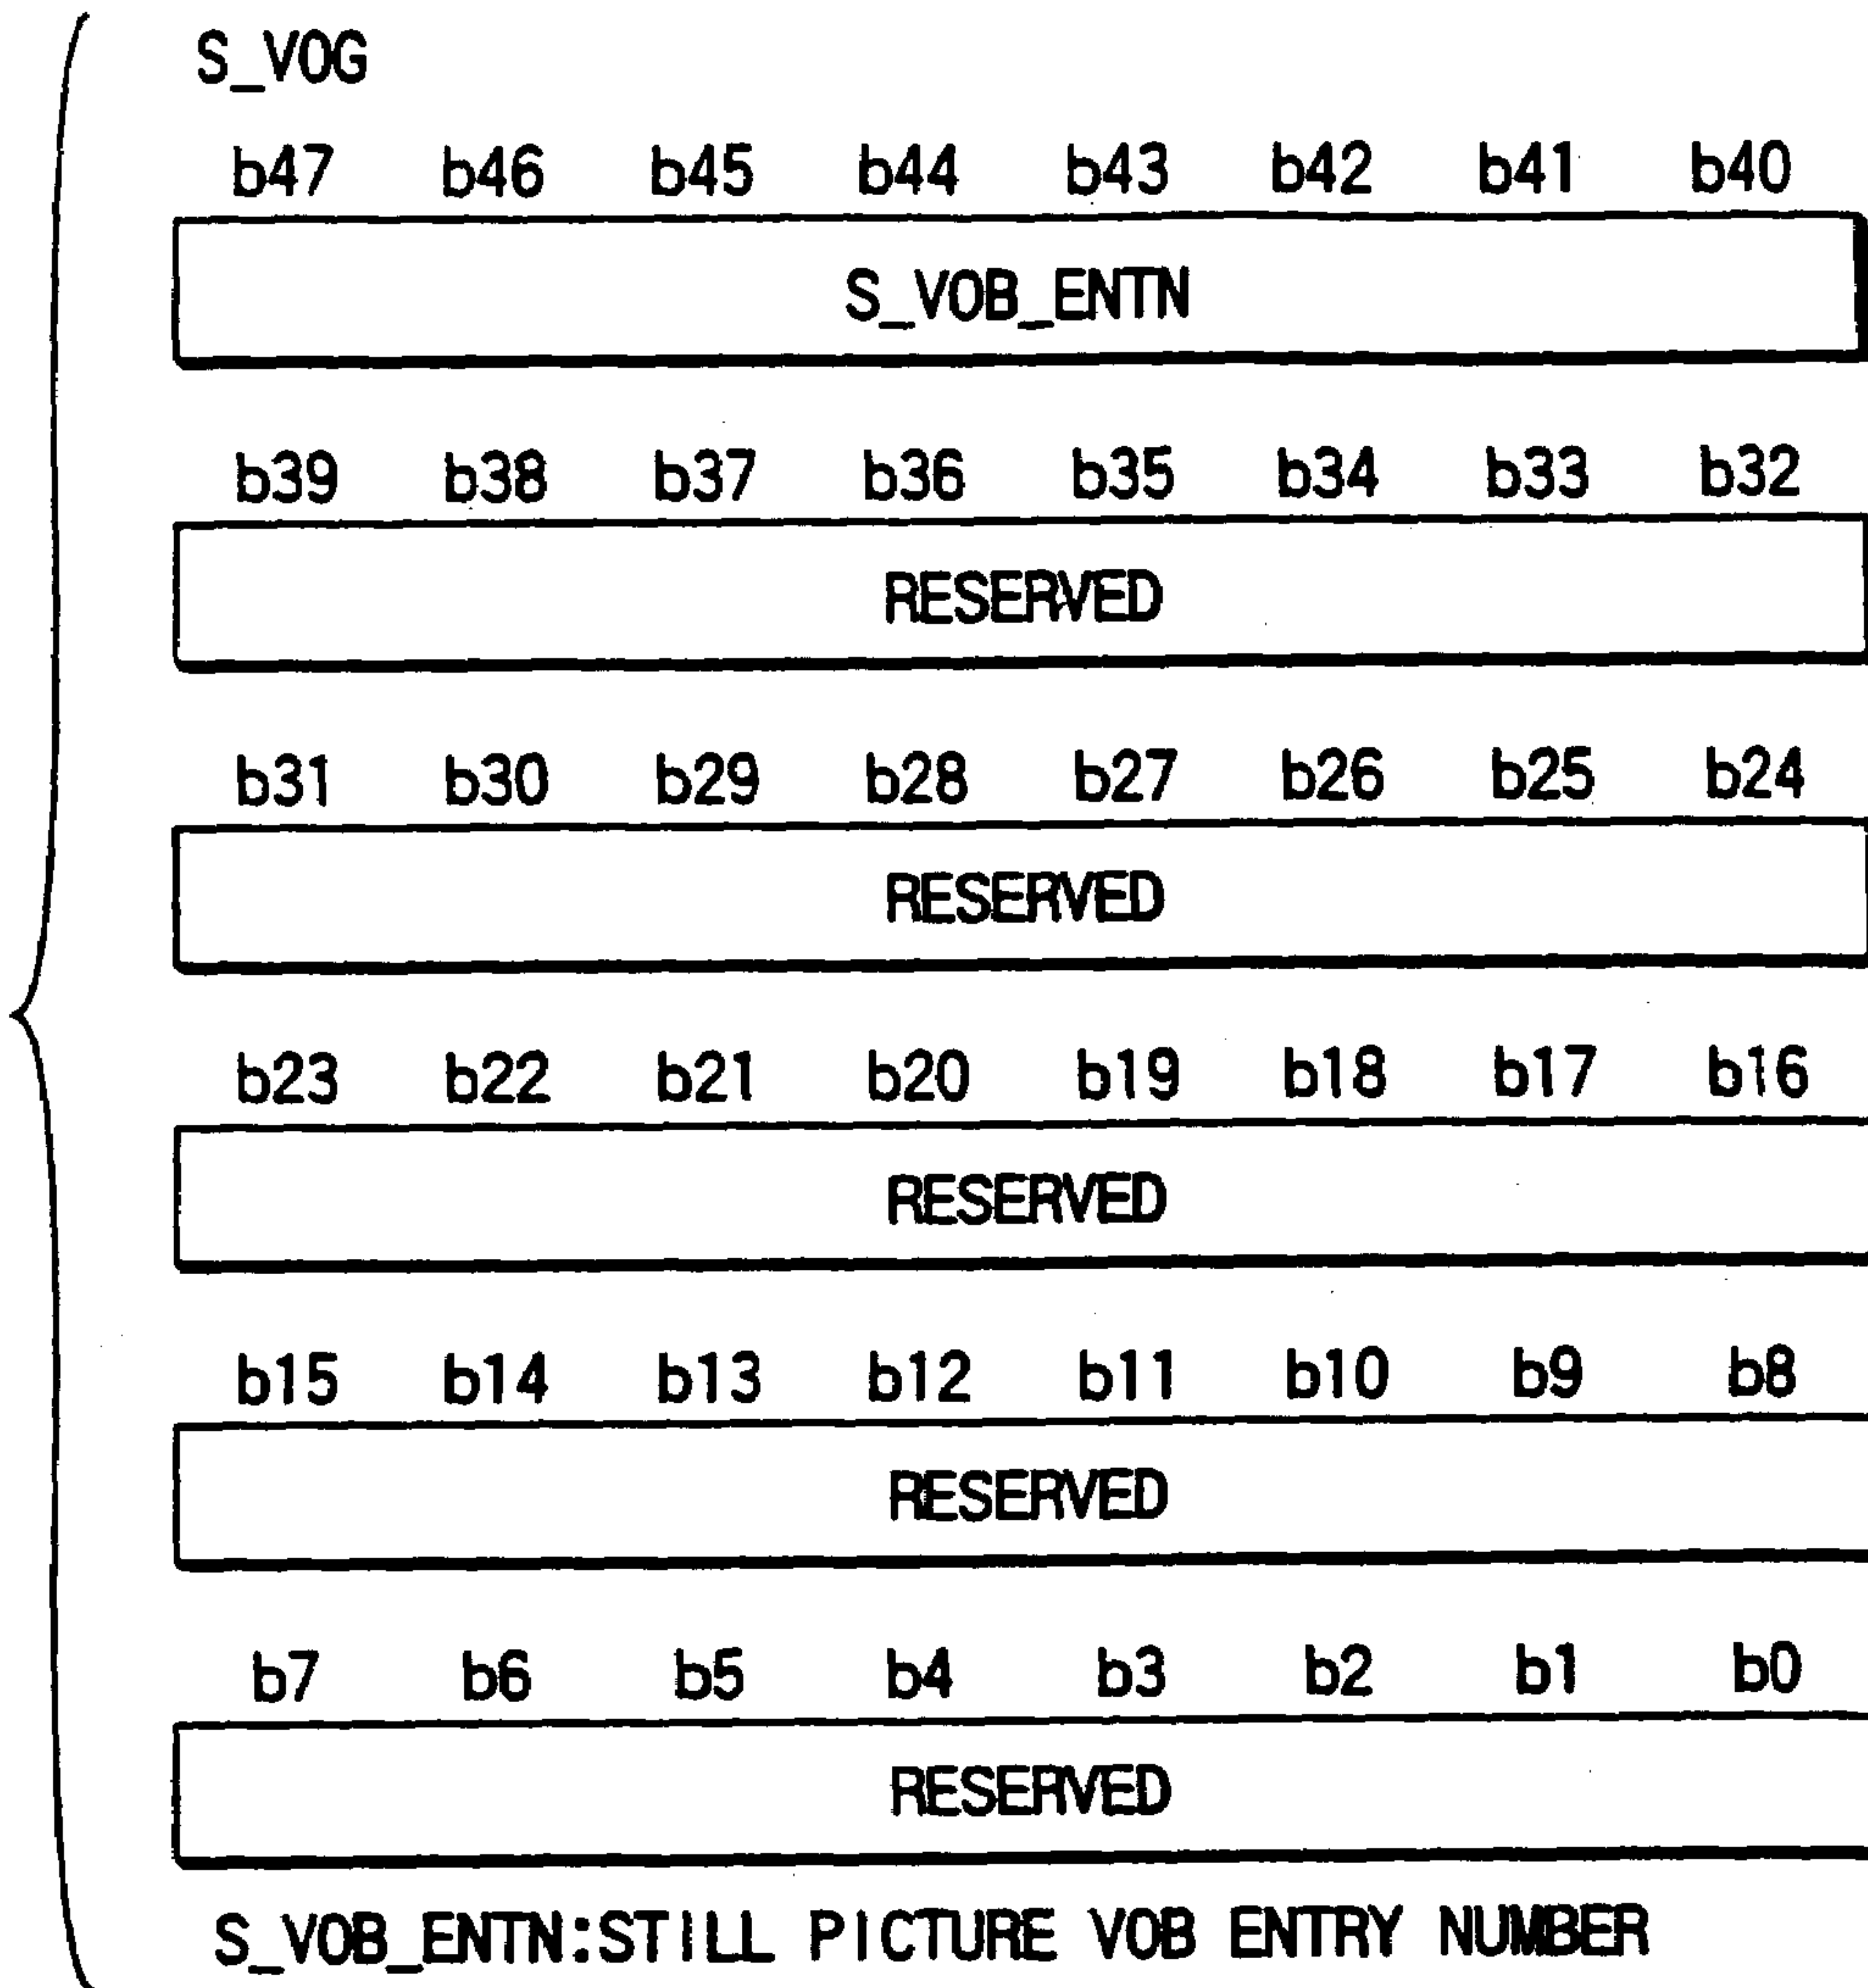 S_VOG
b47 b46 b45 b44 b43 b42 b41 b40
S_VOB_ENTN
b39 b38 b37 b36 b35 b34 b33 b32
RESERVED
b31 b30 b29 b28 b27 b26 b25 b24
RESERVED
b23 b22 b21 b20 b19 b18 b17 b16
RESERVED
b15 b14 b13 b12 b11 b10 b9 b8
RESERVED
b7 b6 b5 b4 b3 b2 b1 b0
RESERVED
S_VOB_ENTN:STILL PICTURE VOB ENTRY NUMBER